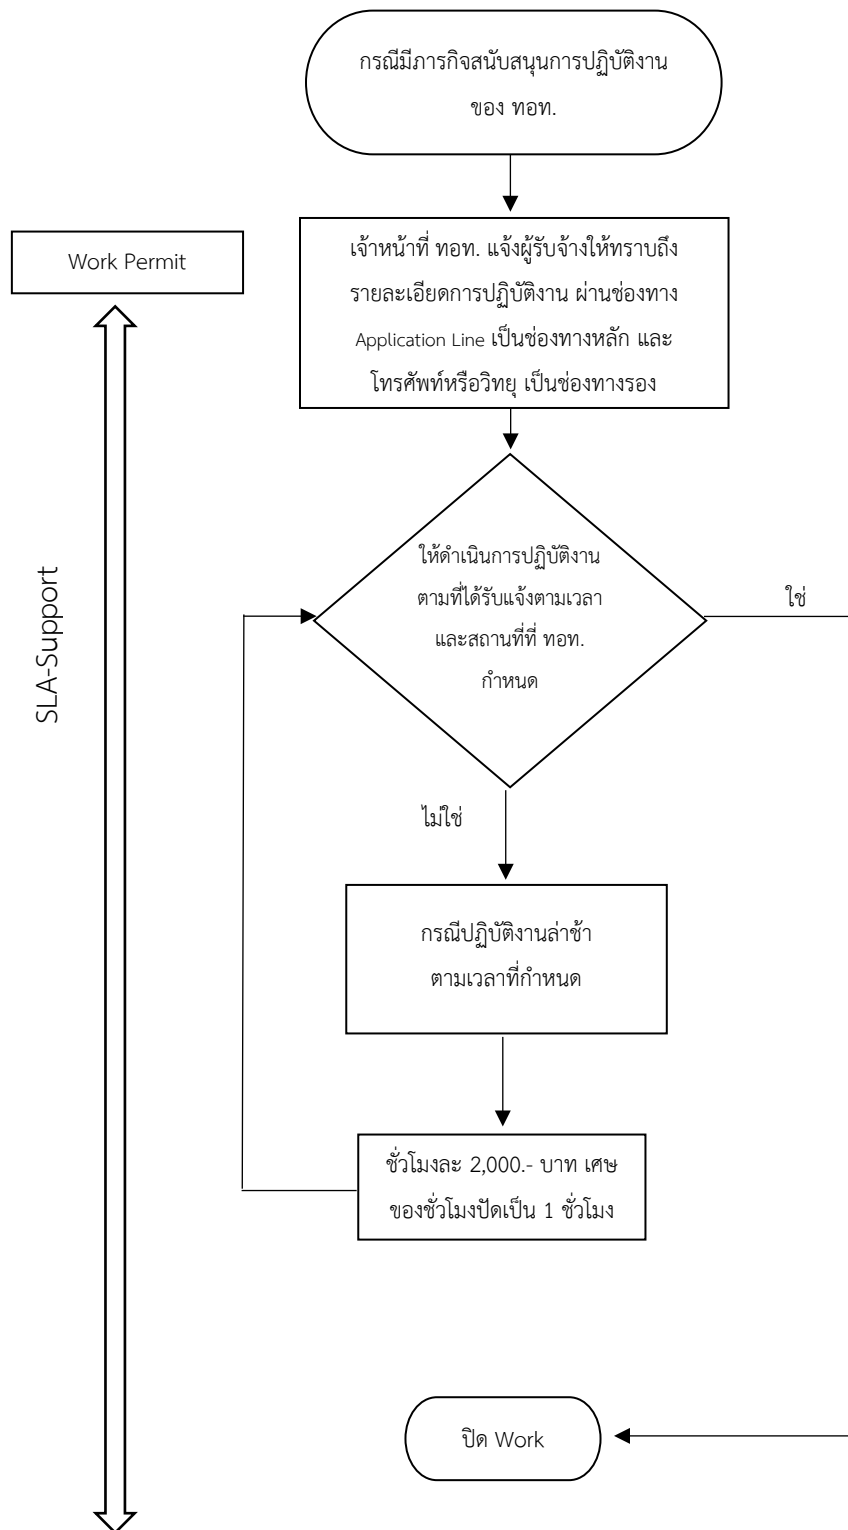 กรณีมีภารกิจสนับสนุนการปฏิบัติงาน
ของ ทอท.
Work Permit
เจ้าหน้าที่ ทอท. แจ้งผู้รับจ้างให้ทราบถึง
รายละเอียดการปฏิบัติงาน ผ่านช่องทาง
Application Line เป็นช่องทางหลัก และ
โทรศัพท์หรือวิทยุ เป็นช่องทางรอง
SLA-Support
ให้ดำเนินการปฏิบัติงาน
ตามที่ได้รับแจ้งตามเวลา
และสถานที่ที่ ทอท.
กำหนด
ใช่
ไม่ใช่
กรณีปฏิบัติงานล่าช้า
ตามเวลาที่กำหนด
ชั่วโมงละ 2,000.- บาท เศษ
ของชั่วโมงปัดเป็น 1 ชั่วโมง
ปิด Work